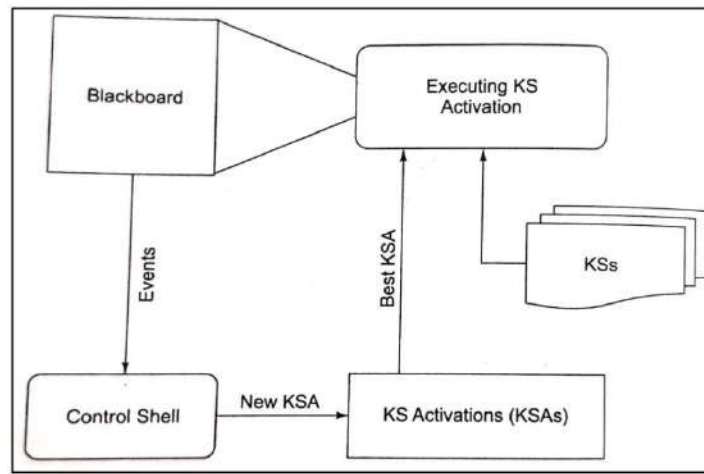 Blackboard
Executing KS
Activation
KSs
Events
Best KSA
Control Shell
New KSA
KS Activations (KSAs)